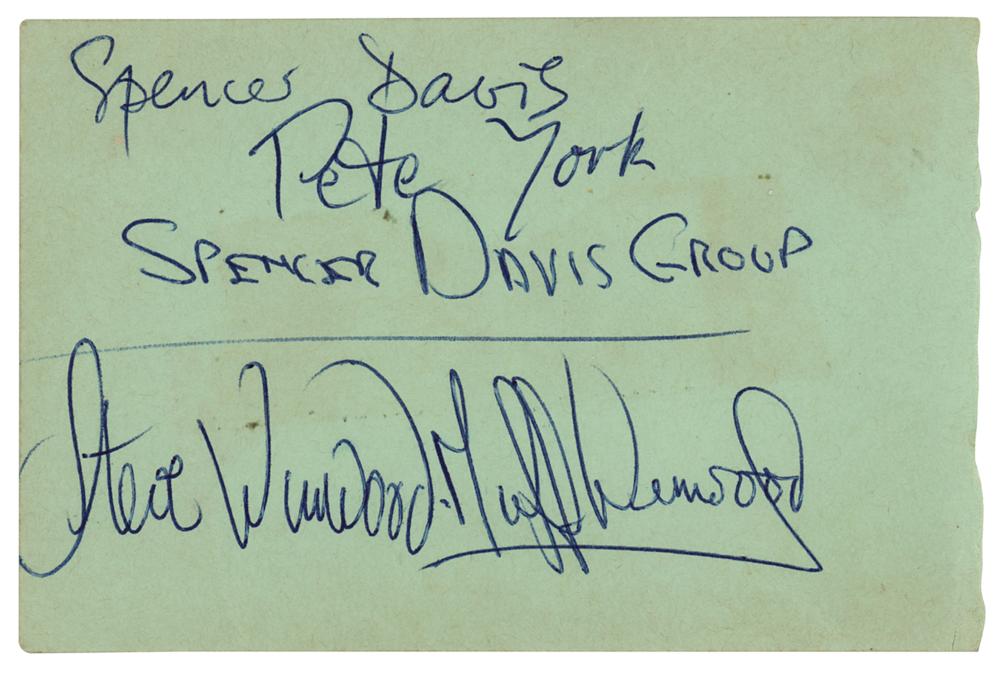 Spencer Davis
Pete York
SPENCER DAVIS GROUP
Steve Winwood. Muff Winwood